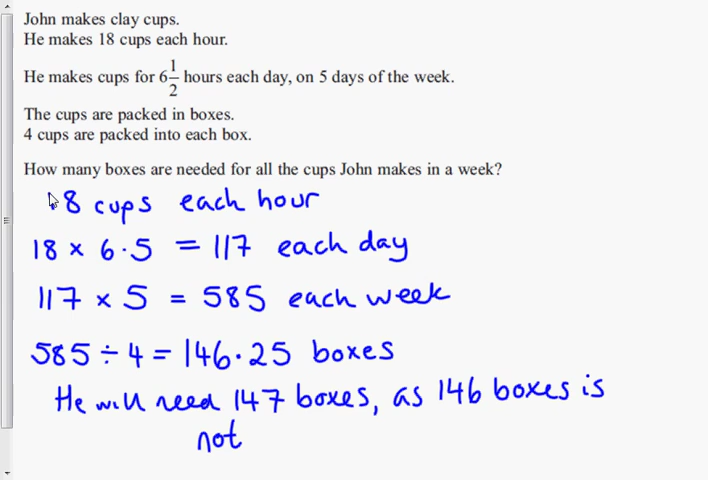 John makes clay cups.
He makes 18 cups each hour.
He makes cups for 6 1/2 hours each day, on 5 days of the week.
The cups are packed in boxes.
4 cups are packed into each box.
How many boxes are needed for all the cups John makes in a week?
18 cups each hour
18 × 6·5 = 117 each day
117 × 5 = 585 each week
585 ÷ 4 = 146·25 boxes
He will need 147 boxes, as 146 boxes is
not